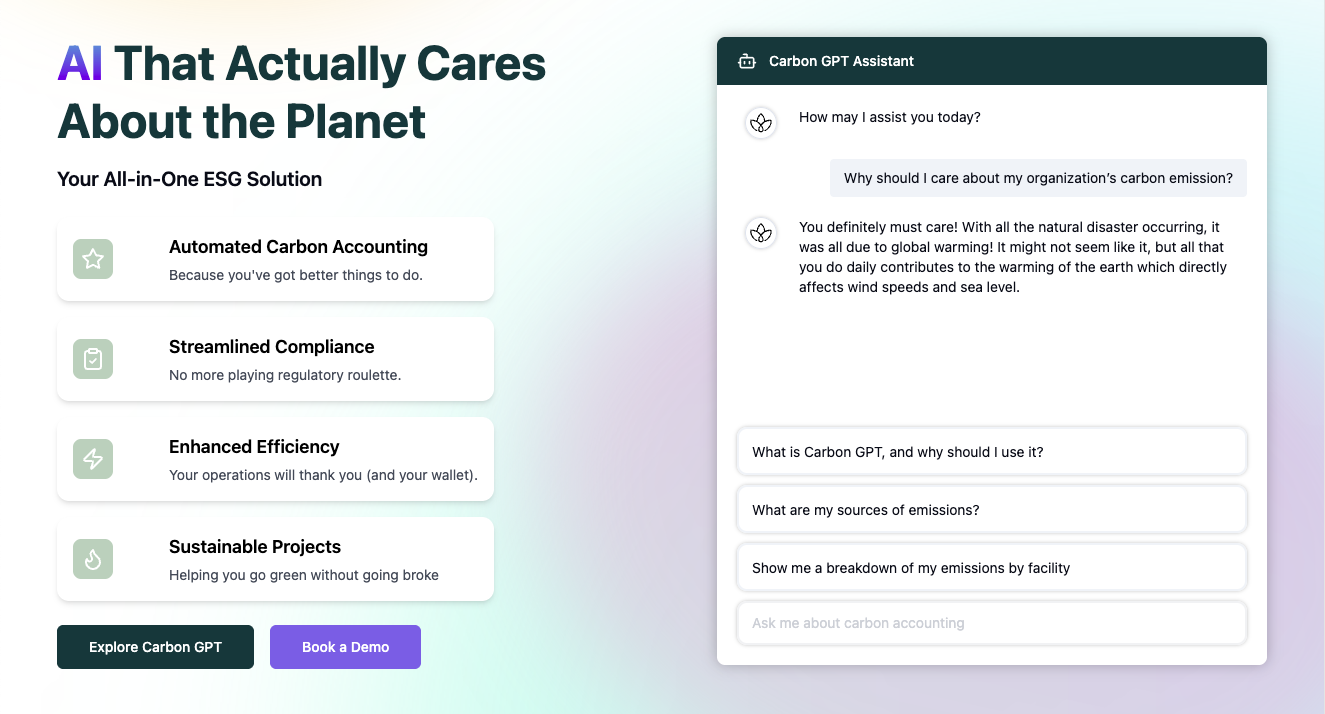 AI That Actually Cares
About the Planet
Your All-in-One ESG Solution
Automated Carbon Accounting
Because you've got better things to do.
Streamlined Compliance
No more playing regulatory roulette.
Enhanced Efficiency
Your operations will thank you (and your wallet).
Sustainable Projects
Helping you go green without going broke
Explore Carbon GPT
Book a Demo
Carbon GPT Assistant
How may I assist you today?
Why should I care about my organization’s carbon emission?
You definitely must care! With all the natural disaster occurring, it
was all due to global warming! It might not seem like it, but all that
you do daily contributes to the warming of the earth which directly
affects wind speeds and sea level.
What is Carbon GPT, and why should I use it?
What are my sources of emissions?
Show me a breakdown of my emissions by facility
Ask me about carbon accounting